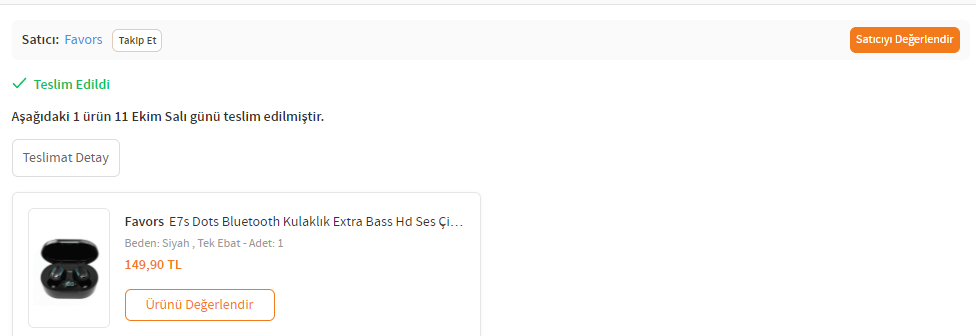 Satıcı: Favors Takip Et Satıcıyı Değerlendir
Teslim Edildi
Aşağıdaki 1 ürün 11 Ekim Salı günü teslim edilmiştir.
Teslimat Detay
Favors E7s Dots Bluetooth Kulaklık Extra Bass Hd Ses Çi...
Beden: Siyah , Tek Ebat - Adet: 1
149,90 TL
Ürünü Değerlendir